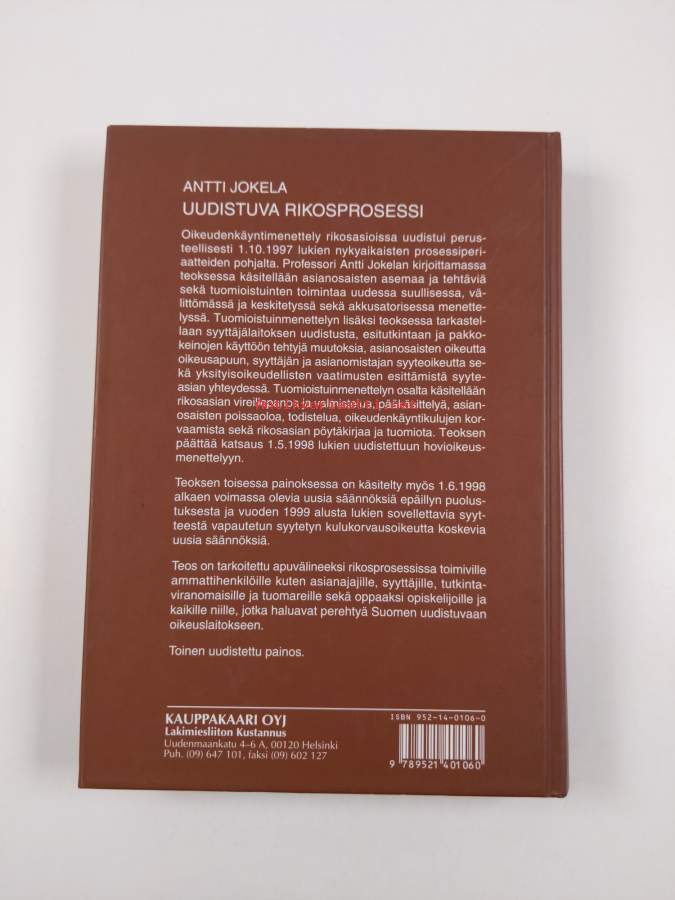 ANTTI JOKELA
UUDISTUVA RIKOSPROSESSI
Oikeudenkäyntimenettely rikosasioissa uudistui perus-
teellisesti 1.10.1997 lukien nykyaikaisten prosessiperi-
aatteiden pohjalta. Professori Antti Jokelan kirjoittamassa
teoksessa käsitellään asianosaisten asemaa ja tehtäviä
sekä tuomioistuinten toimintaa uudessa suullisessa, vä-
littömässä ja keskitetyssä sekä akkusatorisessa menette-
lyssä. Tuomioistuinmenettelyn lisäksi teoksessa tarkastel-
laan syyttäjälaitoksen uudistusta, esitutkintaan ja pakko-
keinojen käyttöön tehtyjä muutoksia, asianosaisten oikeutta
oikeusapuun, syyttäjän ja asianomistajan syyteoikeutta se-
kä yksityisoikeudellisten vaatimusten esittämistä syyte-
asian yhteydessä. Tuomioistuinmenettelyn osalta käsitellään
rikosasian vireillepanoa ja valmistelua, pääkäsittelyä, asian-
osaisten poissaoloa, todistelua, oikeudenkäyntikulujen kor-
vaamista sekä rikosasian pöytäkirjaa ja tuomiota. Teoksen
päättää katsaus 1.5.1998 lukien uudistettuun hovioikeus-
menettelyyn.
Teoksen toisessa painoksessa on käsitelty myös 1.6.1998
alkaen voimassa olevia uusia säännöksiä epäillyn puolus-
tuksesta ja vuoden 1999 alusta lukien sovellettavia syyt-
teestä vapautetun syytetyn kulukorvausoikeutta koskevia
uusia säännöksiä.
Teos on tarkoitettu apuvälineeksi rikosprosessissa toimiville
ammattihenkilöille kuten asianajajille, syyttäjille, tutkinta-
viranomaisille ja tuomareille sekä oppaaksi opiskelijoille ja
kaikille niille, jotka haluavat perehtyä Suomen uudistuvaan
oikeuslaitokseen.
Toinen uudistettu painos.
KAUPPAKAARI OYJ
Lakimiesliiton Kustannus
Uudenmaankatu 4–6 A, 00120 Helsinki
Puh. (09) 647 101, faksi (09) 602 127
ISBN 952-14-0106-0
9 789521 401060